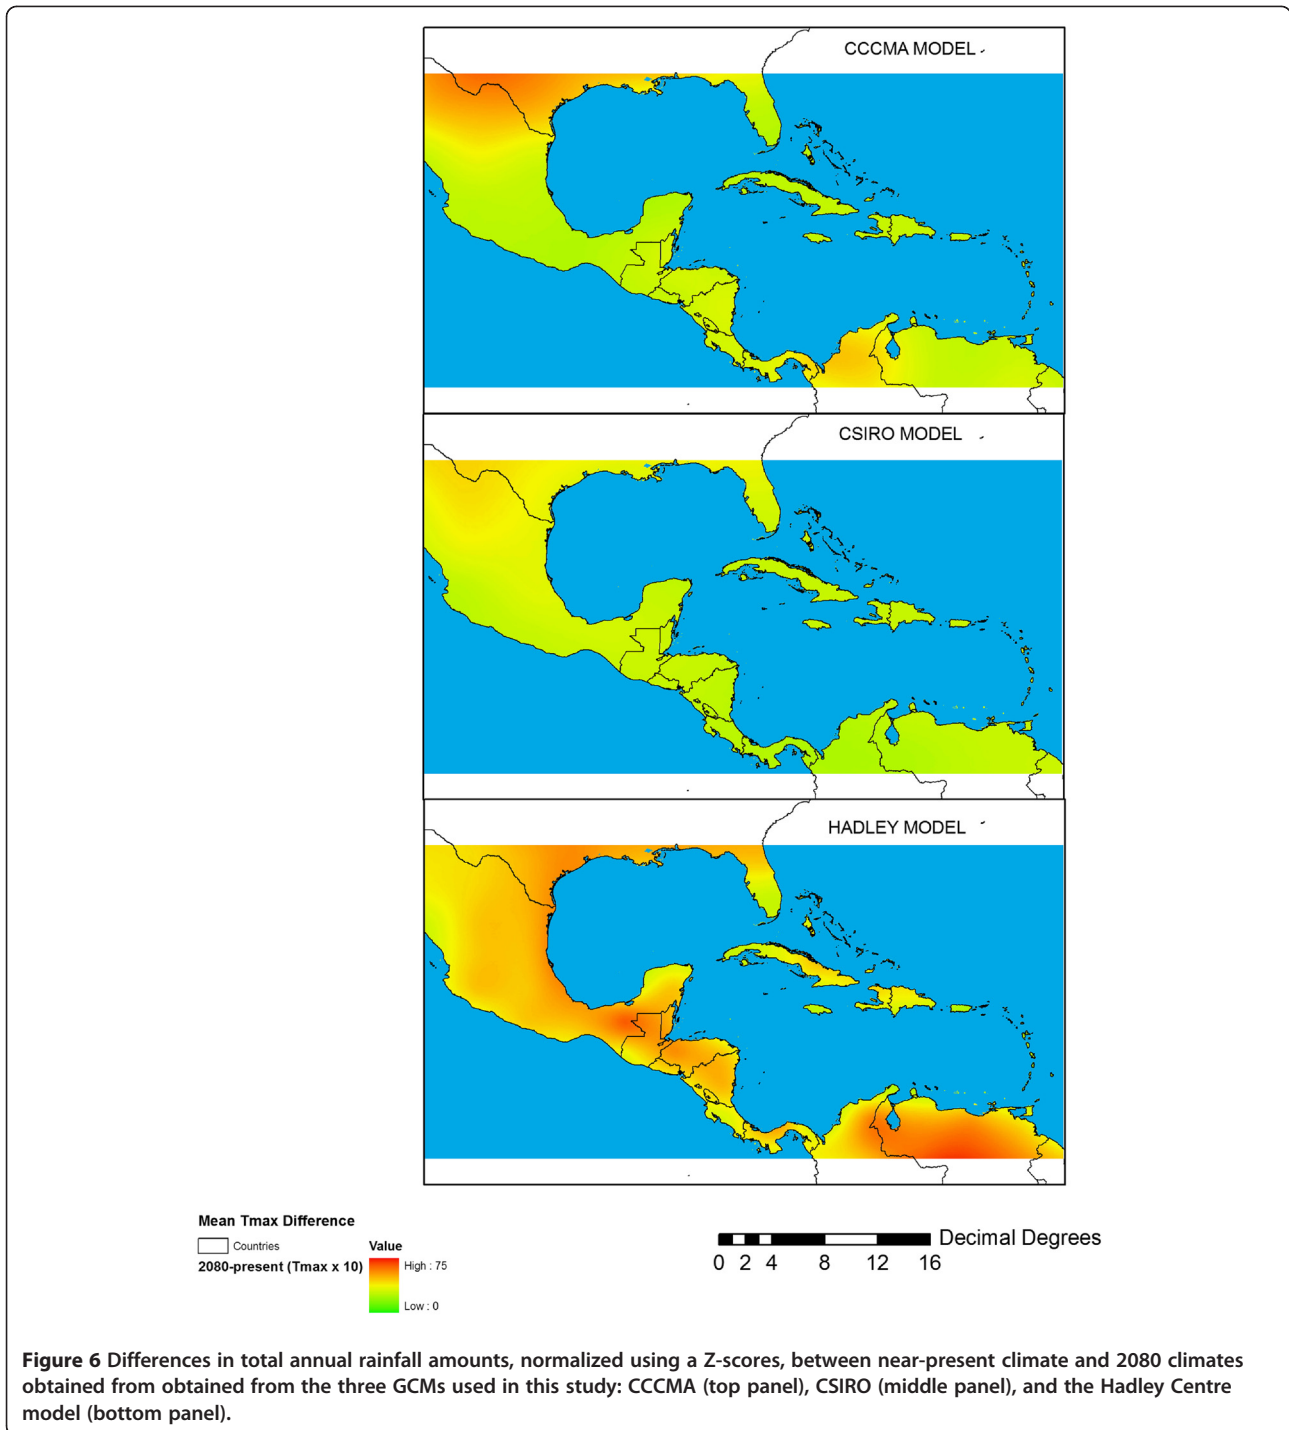 CCCMA MODEL
CSIRO MODEL
HADLEY MODEL
Mean Tmax Difference
Countries
2080-present (Tmax x 10)
Value
High : 75
Low : 0
Decimal Degrees
0 2 4 8 12 16
Figure 6 Differences in total annual rainfall amounts, normalized using a Z-scores, between near-present climate and 2080 climates
obtained from obtained from the three GCMs used in this study: CCCMA (top panel), CSIRO (middle panel), and the Hadley Centre
model (bottom panel).